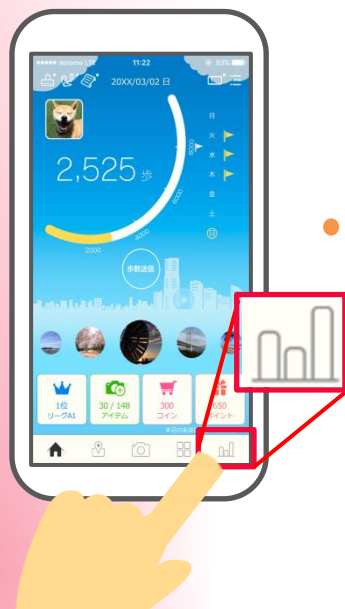 docomo LTE 11:22 93%
20XX/03/02 日
日
火
水
木
金
土
日
2,525 歩
8000
6000
4000
2000
歩数送信
1位 30 / 148 300 650
リーグA1 アイテム コイン ポイント